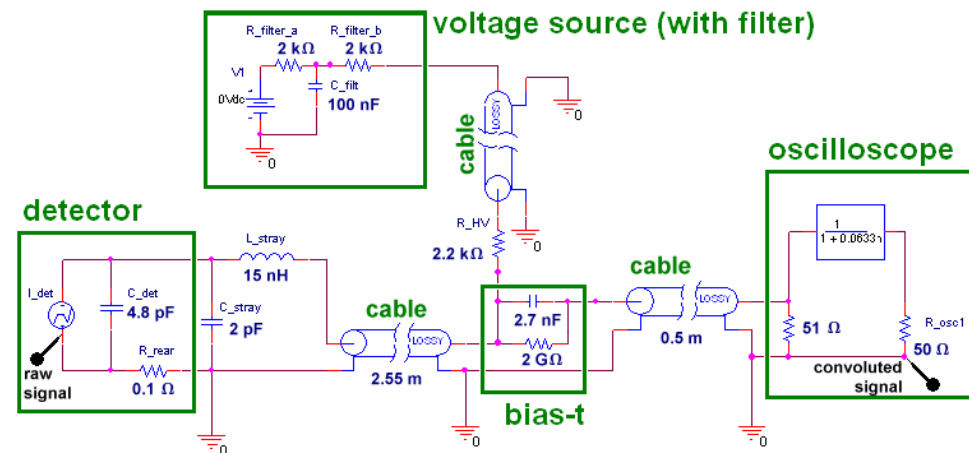 voltage source (with filter)
R_filter_a
2 kΩ
R_filter_b
2 kΩ
V1
0Vdc
C_filt
100 nF
0
LOSSY
cable
0
0
R_HV
2.2 kΩ
oscilloscope
1
1 + 0.0633
51 Ω
R_osc1
50 Ω
convoluted
signal
0
detector
I_det
C_det
4.8 pF
R_rear
0.1 Ω
raw
signal
L_stray
15 nH
C_stray
2 pF
0
cable
LOSSY
2.55 m
0
2.7 nF
2 GΩ
bias-t
cable
LOSSY
0.5 m